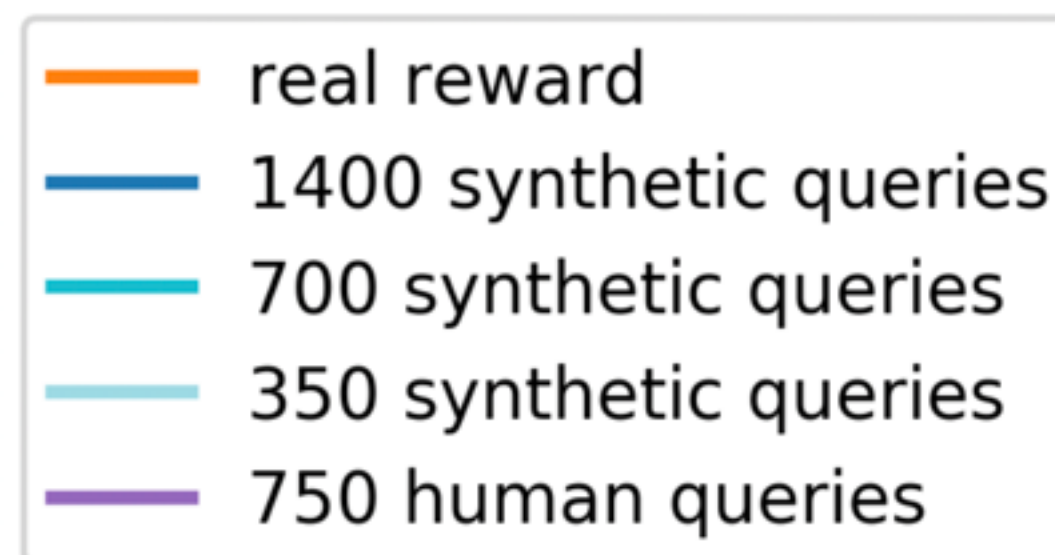 real reward
1400 synthetic queries
700 synthetic queries
350 synthetic queries
750 human queries